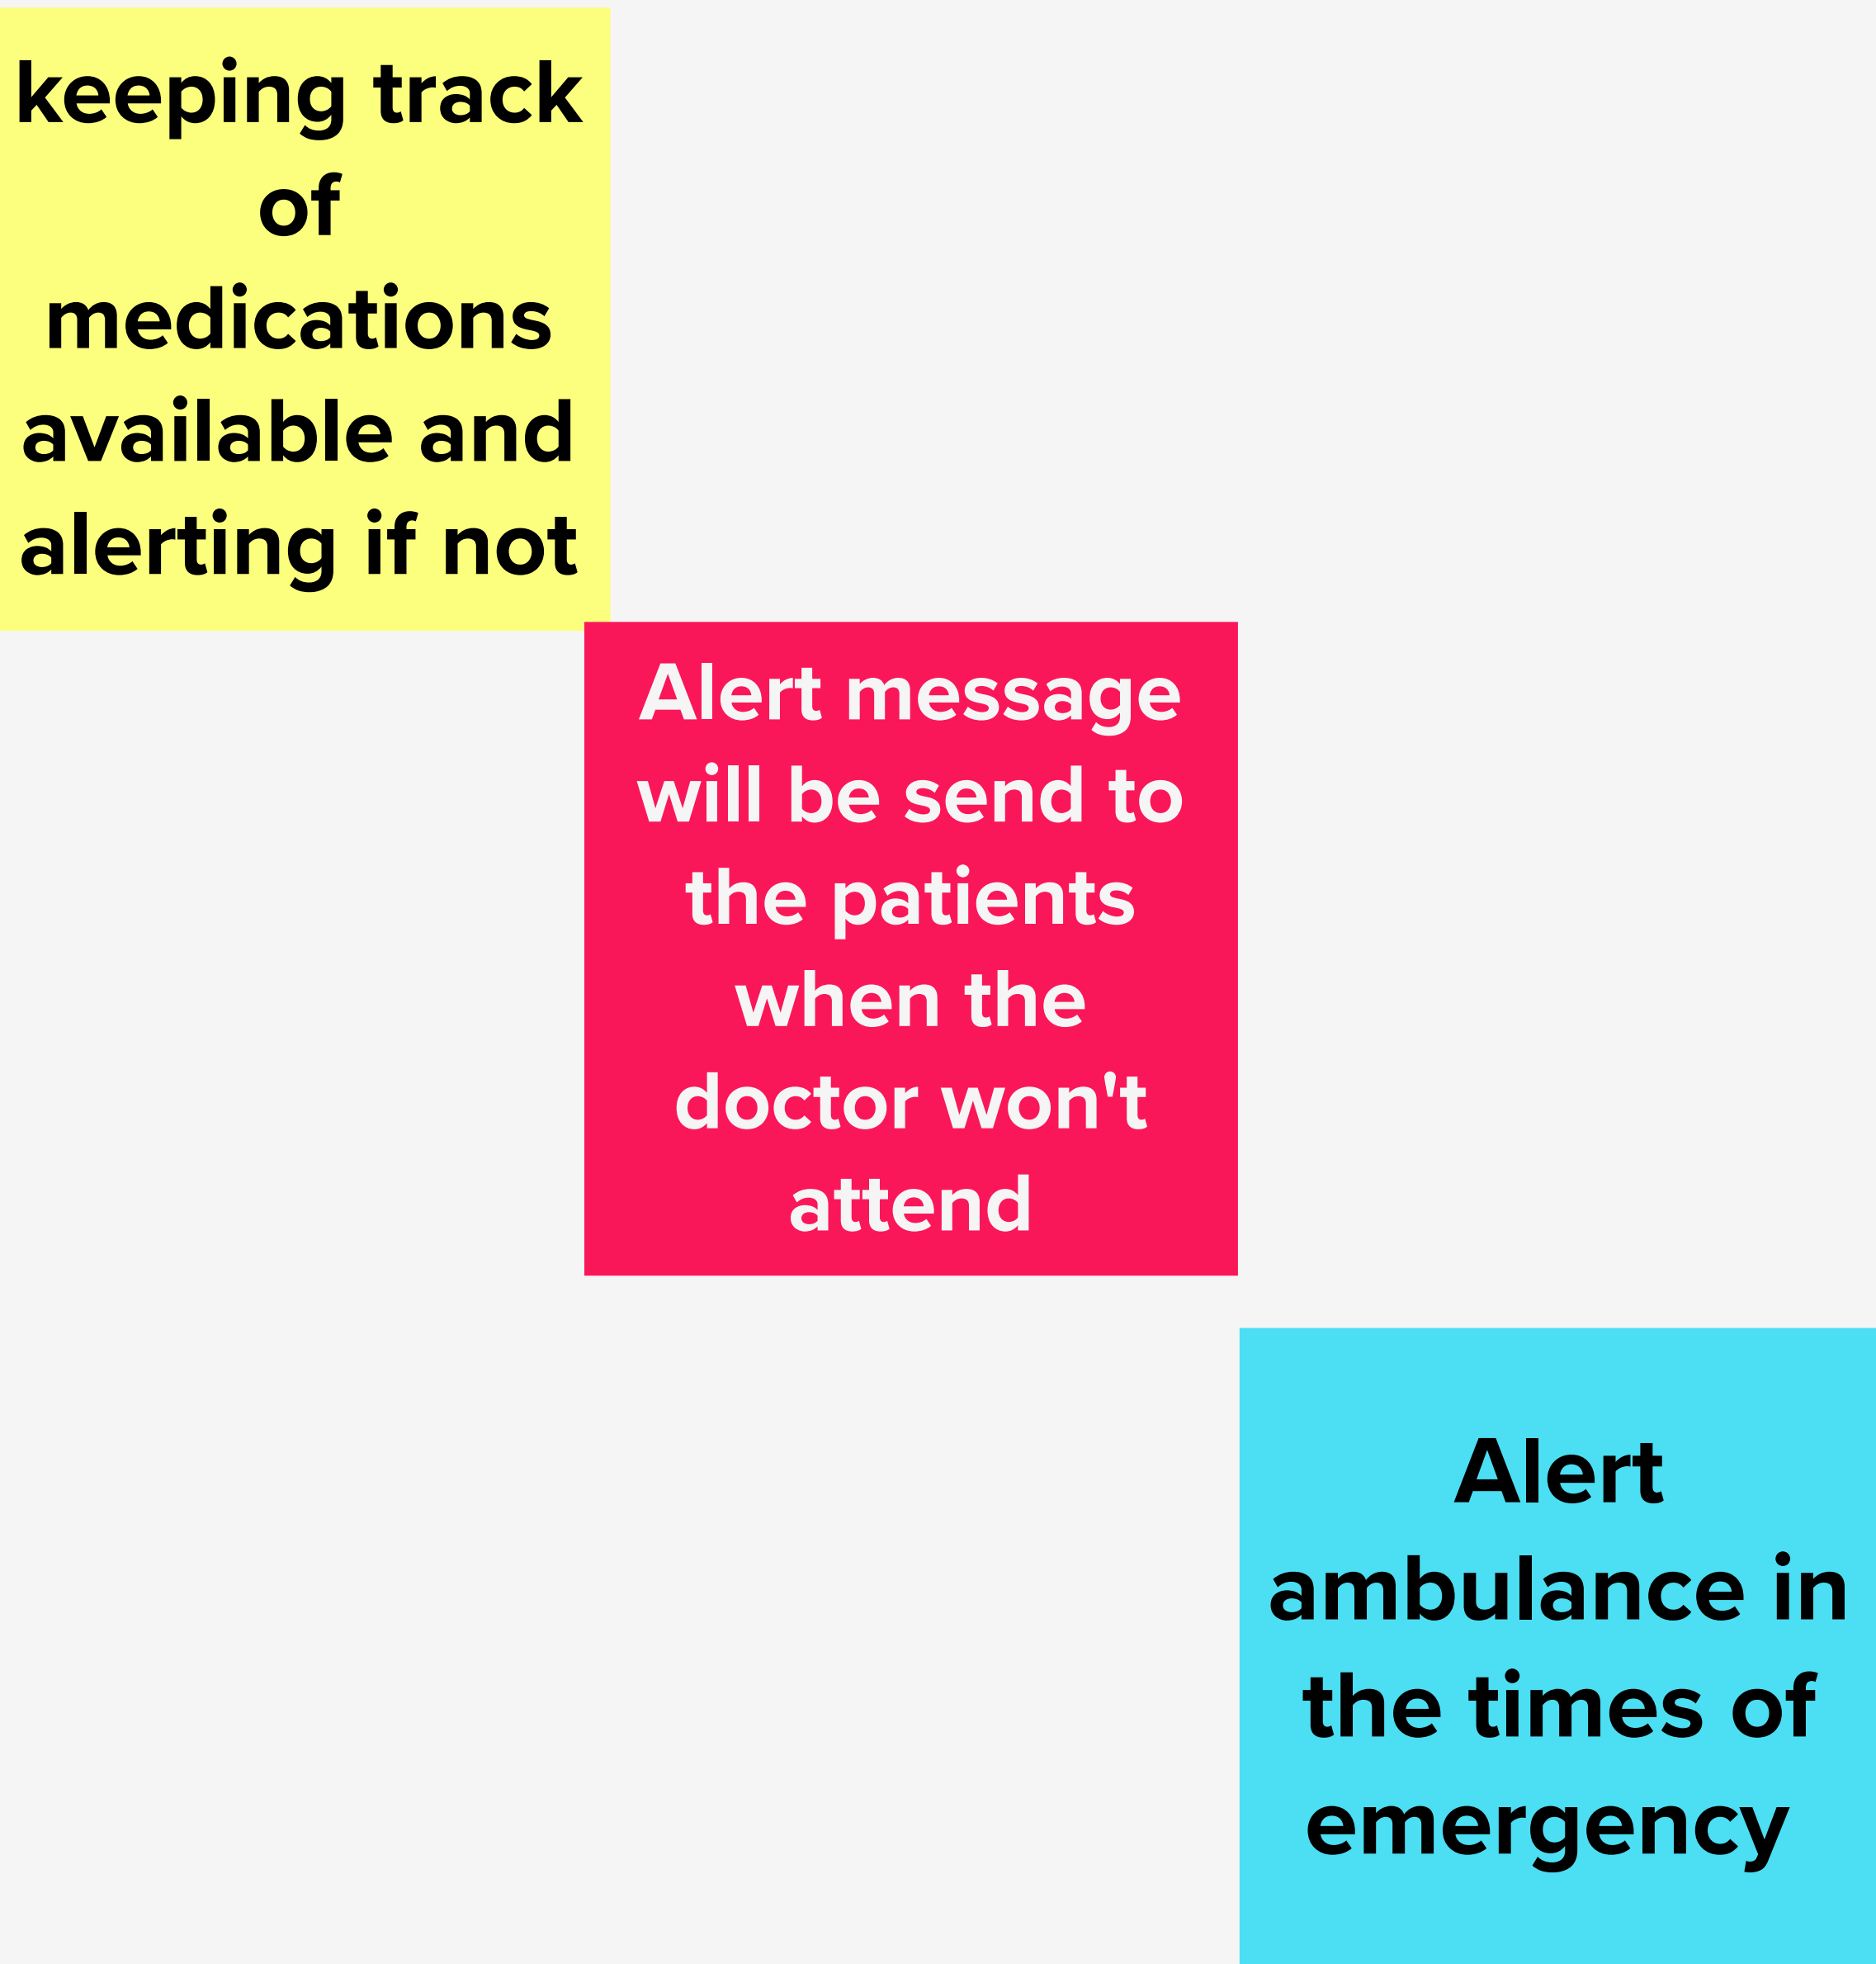 keeping track
of
medications
available and
alerting if not
Alert message
will be send to
the patients
when the
doctor won't
attend
Alert
ambulance in
the times of
emergency